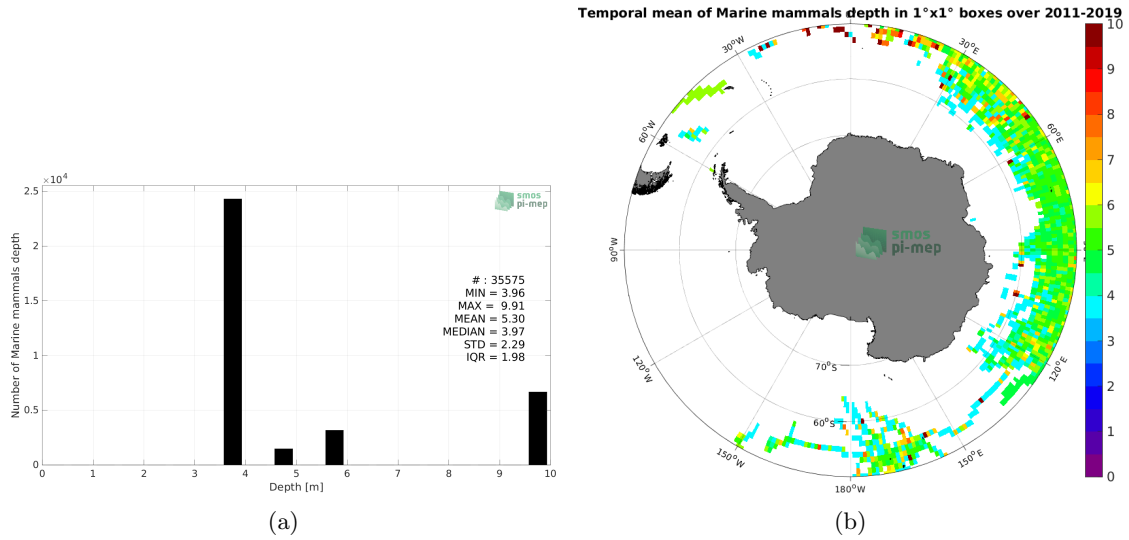 Temporal mean of Marine mammals depth in 1°x1° boxes over 2011-2019
×10⁴
2.5
2
1.5
1
0.5
0
Number of Marine mammals depth
smos
pi-mep
# : 35575
MIN = 3.96
MAX = 9.91
MEAN = 5.30
MEDIAN = 3.97
STD = 2.29
IQR = 1.98
0 1 2 3 4 5 6 7 8 9 10
Depth [m]
(a)
30°W
30°E
60°W
60°E
90°W
smos
pi-mep
120°W
120°E
70°S
60°S
150°W
150°E
180°W
10
9
8
7
6
5
4
3
2
1
0
(b)